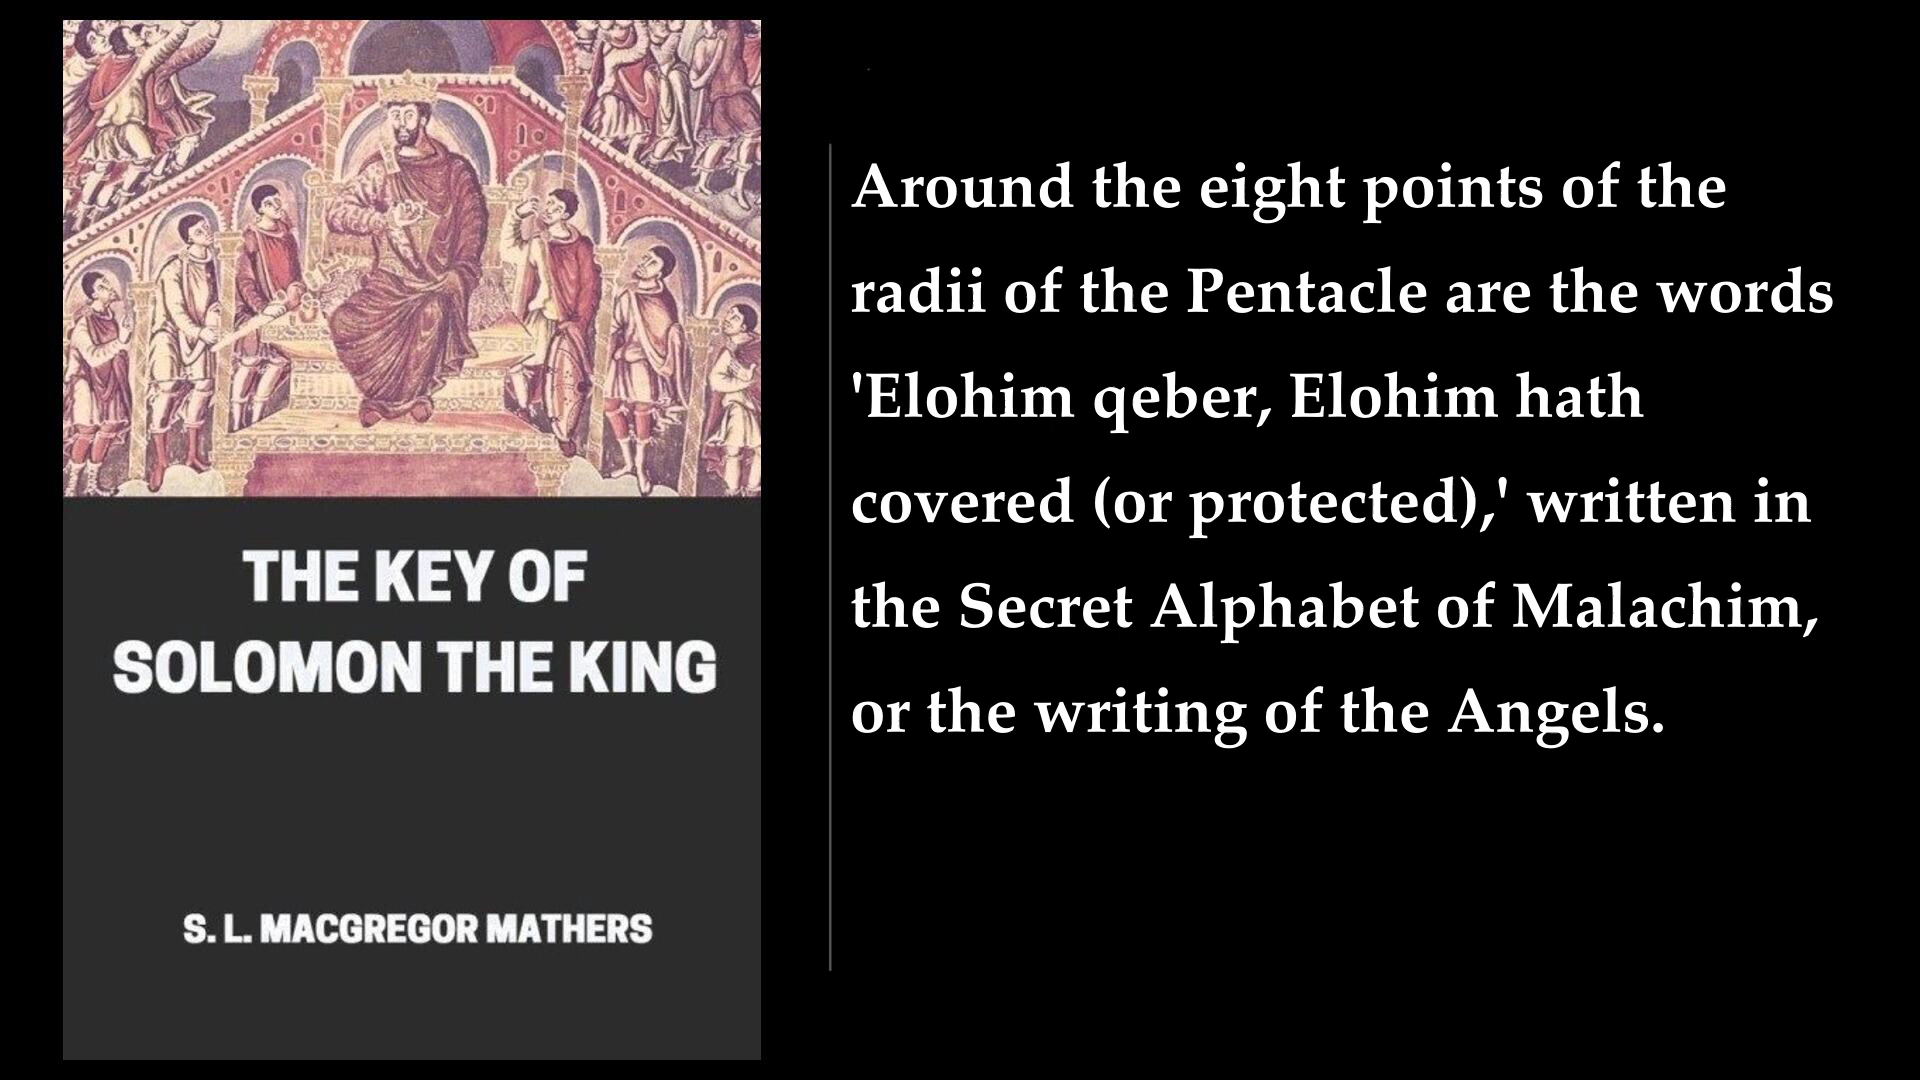 THE KEY OF
SOLOMON THE KING
S. L. MACGREGOR MATHERS
Around the eight points of the
radii of the Pentacle are the words
'Elohim qeber, Elohim hath
covered (or protected),' written in
the Secret Alphabet of Malachim,
or the writing of the Angels.